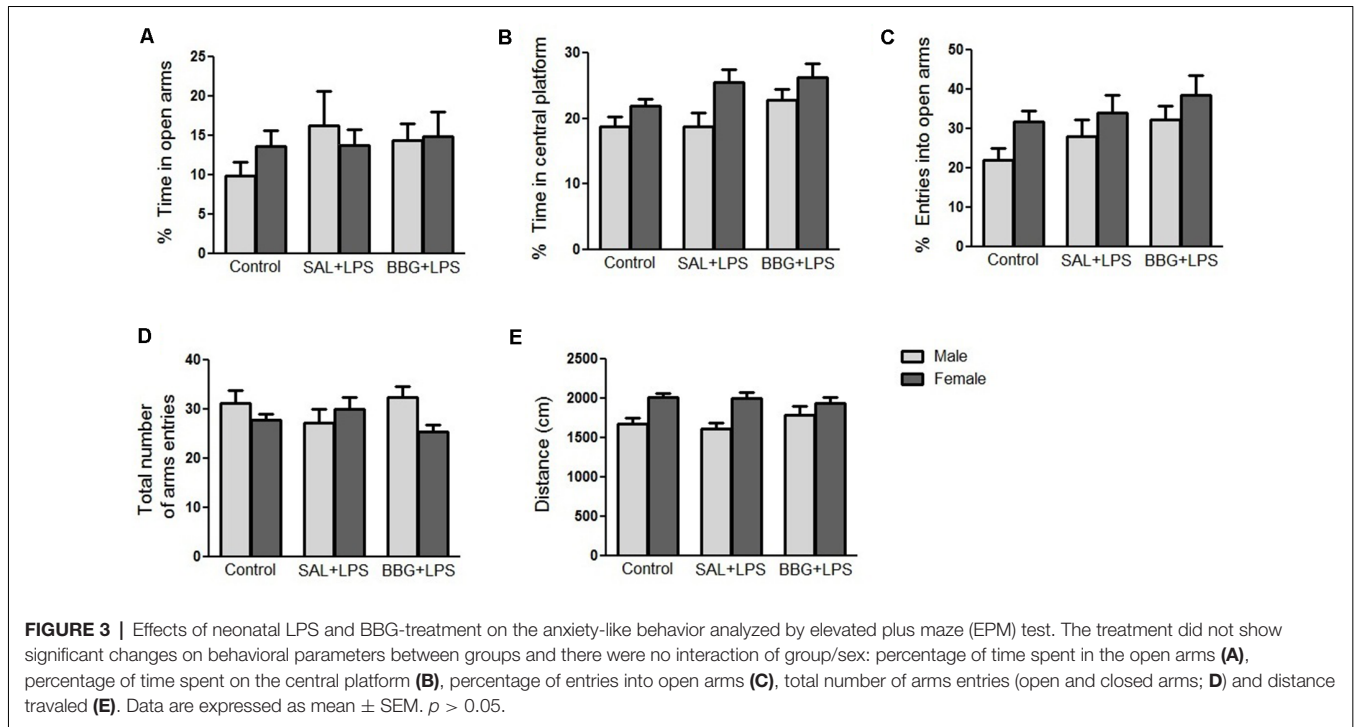 A
% Time in open arms
25
20
15
10
5
0
Control SAL+LPS BBG+LPS
B
% Time in central platform
30
20
10
0
Control SAL+LPS BBG+LPS
C
% Entries into open arms
50
40
30
20
10
0
Control SAL+LPS BBG+LPS
D
Total number
of arms entries
40
30
20
10
0
Control SAL+LPS BBG+LPS
E
Distance (cm)
2500
2000
1500
1000
500
0
Control SAL+LPS BBG+LPS
Male
Female
FIGURE 3 | Effects of neonatal LPS and BBG-treatment on the anxiety-like behavior analyzed by elevated plus maze (EPM) test. The treatment did not show
significant changes on behavioral parameters between groups and there were no interaction of group/sex: percentage of time spent in the open arms (A),
percentage of time spent on the central platform (B), percentage of entries into open arms (C), total number of arms entries (open and closed arms; D) and distance
travaled (E). Data are expressed as mean ± SEM. p > 0.05.